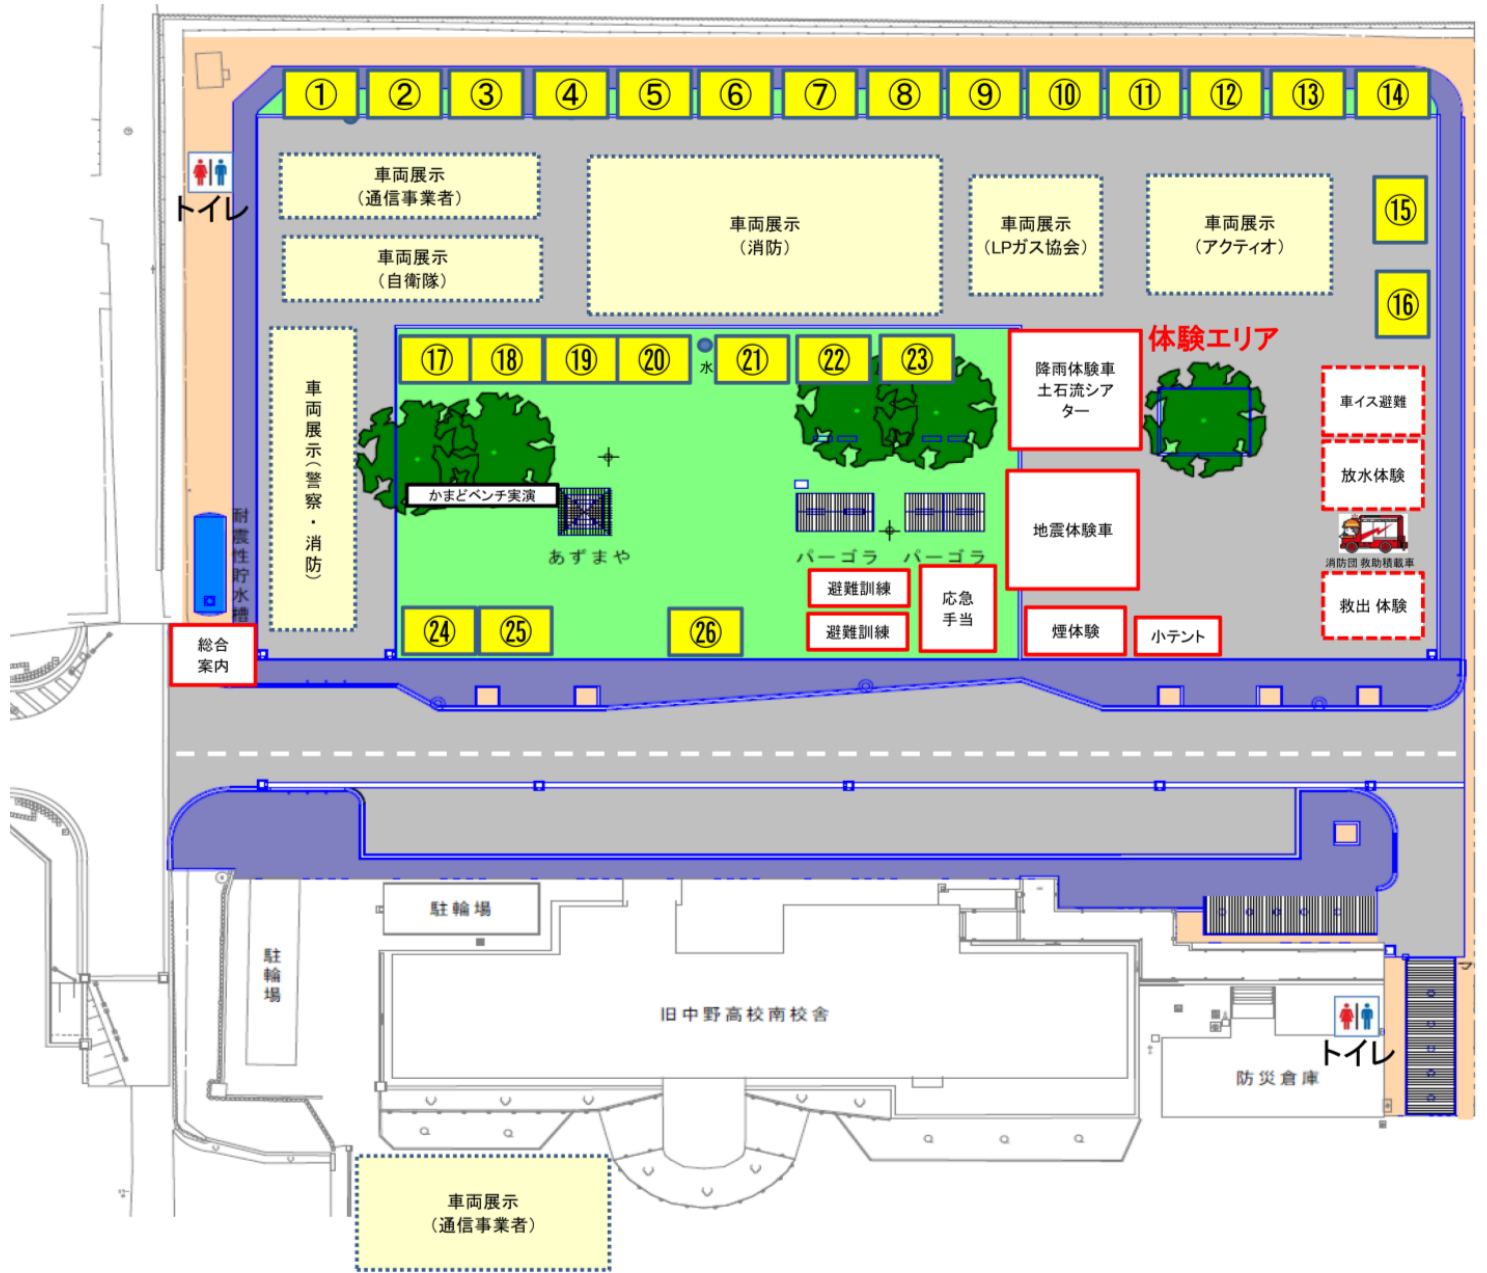 ① ② ③ ④ ⑤ ⑥ ⑦ ⑧ ⑨ ⑩ ⑪ ⑫ ⑬ ⑭
トイレ
車両展示
（通信事業者）
車両展示
（自衛隊）
車両展示
（消防）
車両展示
（LPガス協会）
車両展示
（アクティオ）
⑮
⑯
車両展示（警察・消防）
⑰ ⑱ ⑲ ⑳
水
㉑ ㉒ ㉓
体験エリア
降雨体験車
土石流シア
ター
車イス避難
放水体験
消防団 救助積載車
救出 体験
かまどベンチ実演
あずまや
パーゴラ
パーゴラ
地震体験車
避難訓練
避難訓練
応急
手当
煙体験
小テント
㉔ ㉕ ㉖
耐震性貯水槽
総合
案内
駐輪場
駐輪場
旧中野高校南校舎
トイレ
防災倉庫
車両展示
（通信事業者）